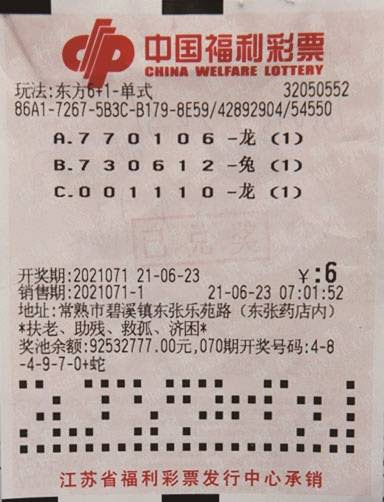 中国福利彩票
CHINA WELFARE LOTTERY
玩法:东方6+1-单式 32050552
86A1-7267-5B3C-B179-8E59/42892904/54550
A.770106-龙 (1)
B.730612-兔 (1)
C.001110-龙 (1)
已兑奖
开奖期:2021071 21-06-23 ¥:6
销售期:2021071-1 21-06-23 07:01:52
地址:常熟市碧溪镇东张乐苑路（东张药店内）
*扶老、助残、救孤、济困*
奖池余额:92532777.00元,070期开奖号码:4-8
-4-9-7-0+蛇
江苏省福利彩票发行中心承销